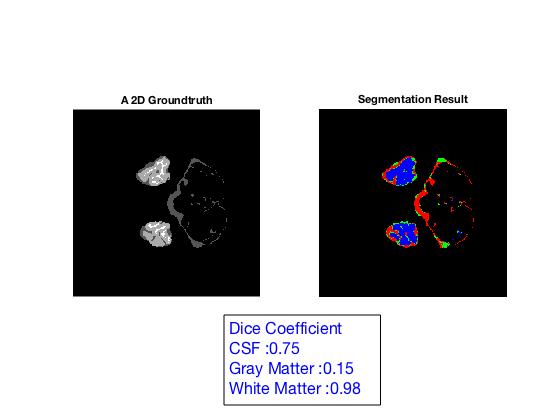 A 2D Groundtruth
Segmentation Result
Dice Coefficient
CSF :0.75
Gray Matter :0.15
White Matter :0.98